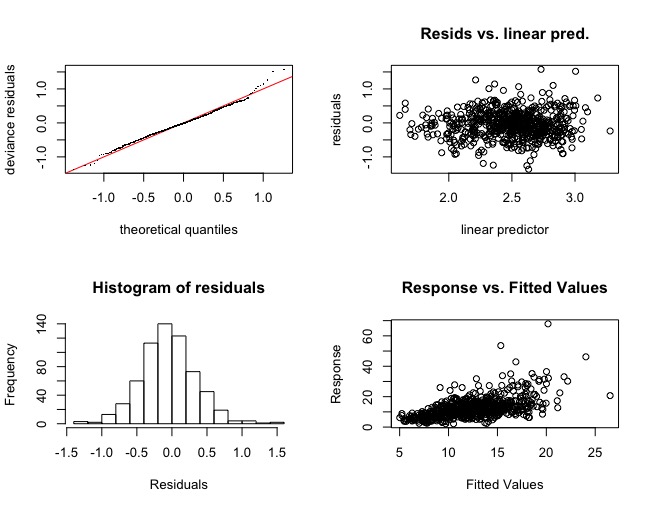 deviance residuals
-1.0 0.0 1.0
-1.0 -0.5 0.0 0.5 1.0
theoretical quantiles
Resids vs. linear pred.
residuals
-1.0 0.0 1.0
2.0 2.5 3.0
linear predictor
Histogram of residuals
Frequency
0 40 80 140
-1.5 -1.0 -0.5 0.0 0.5 1.0 1.5
Residuals
Response vs. Fitted Values
Response
0 20 40 60
5 10 15 20 25
Fitted Values